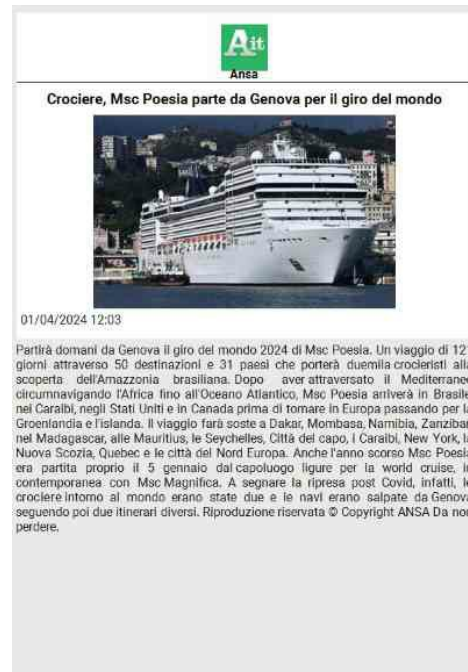 Ait
Ansa
Crociere, Msc Poesia parte da Genova per il giro del mondo
01/04/2024 12:03
Partirà domani da Genova il giro del mondo 2024 di Msc Poesia. Un viaggio di 12
giorni attraverso 50 destinazioni e 31 paesi che porterà duemila crocieristi alla
scoperta dell'Amazzonia brasiliana. Dopo aver attraversato il Mediterraneo
circumnavigando l'Africa fino all'Oceano Atlantico, Msc Poesia arriverà in Brasile
nei Caraibi, negli Stati Uniti e in Canada prima di tornare in Europa passando per
Groenlandia e l'islanda. Il viaggio farà soste a Dakar, Mombasa, Namibia, Zanzibar
nel Madagascar, alle Mauritius, le Seychelles, Città del capo, i Caraibi, New York,
Nuova Scozia, Quebec e le città del Nord Europa. Anche l'anno scorso Msc Poesia
era partita proprio il 5 gennaio dal capoluogo ligure per la world cruise, in
contemporanea con Msc Magnifica. A segnare la ripresa post Covid, infatti, le
crociere intorno al mondo erano state due e le navi erano salpate da Genova
seguendo poi due itinerari diversi. Riproduzione riservata © Copyright ANSA Da non
perdere.